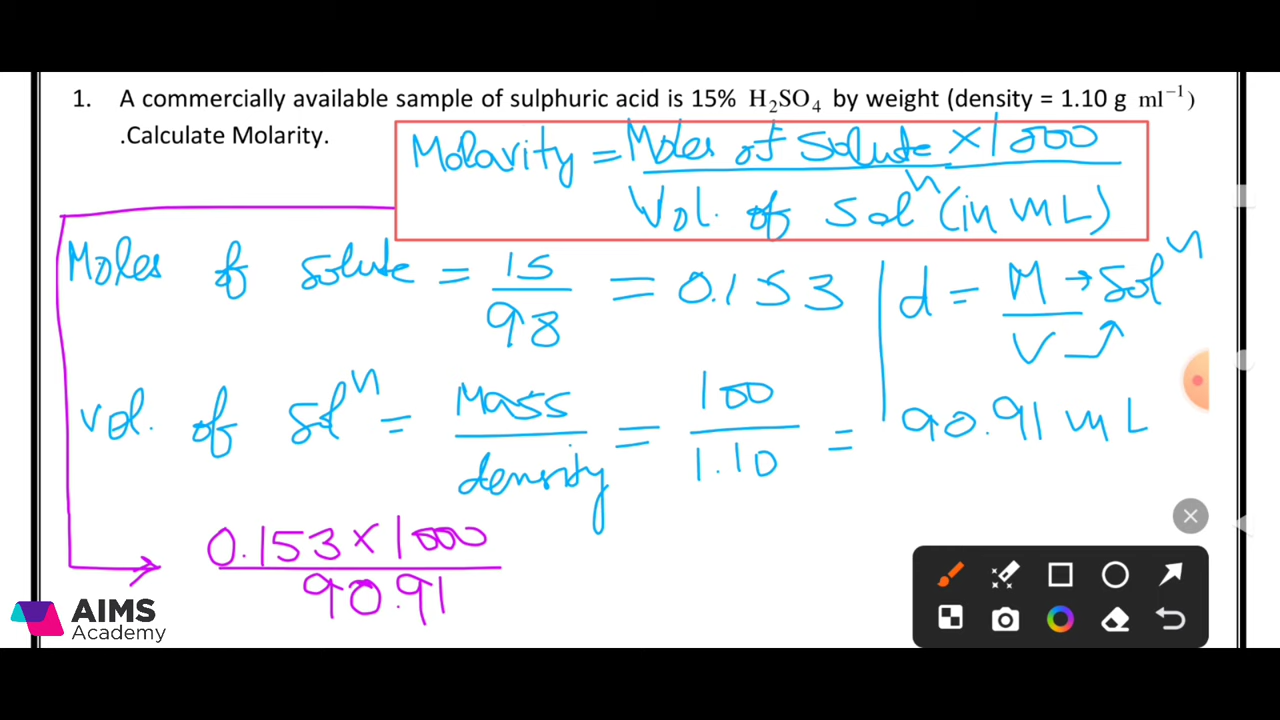 1. A commercially available sample of sulphuric acid is 15% H₂SO₄ by weight (density = 1.10 g ml⁻¹)
.Calculate Molarity.
Molarity = Moles of Solute × 1000
Vol. of Solⁿ (in mL)
Moles of solute = 15/98 = 0.153
d = M/V → Solⁿ
Vol. of Solⁿ = Mass/density = 100/1.10 = 90.91 mL
0.153 × 1000
90.91
AIMS
Academy